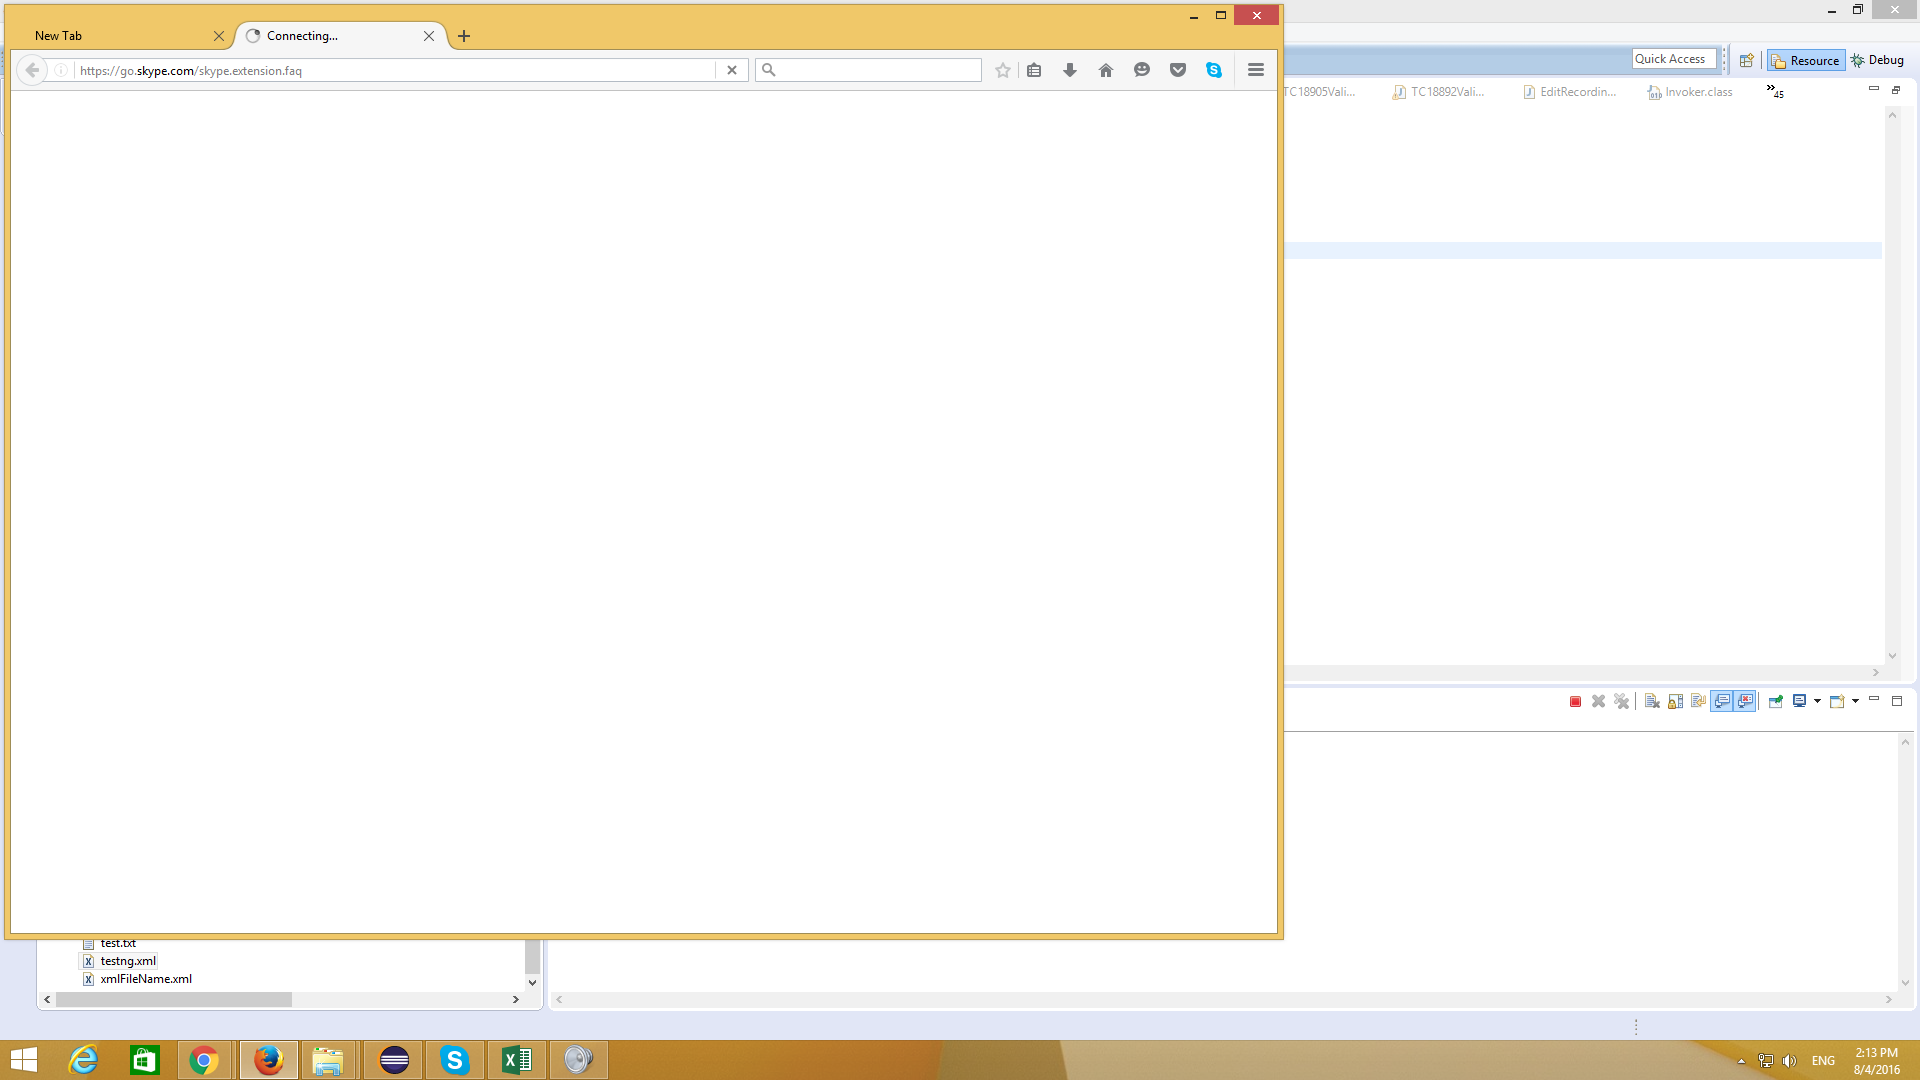 New Tab
Connecting...
https://go.skype.com/skype.extension.faq
Quick Access
Resource
Debug
TC18905Vali...
TC18892Vali...
EditRecordin...
Invoker.class
45
test.txt
testng.xml
xmlFileName.xml
ENG
2:13 PM
8/4/2016